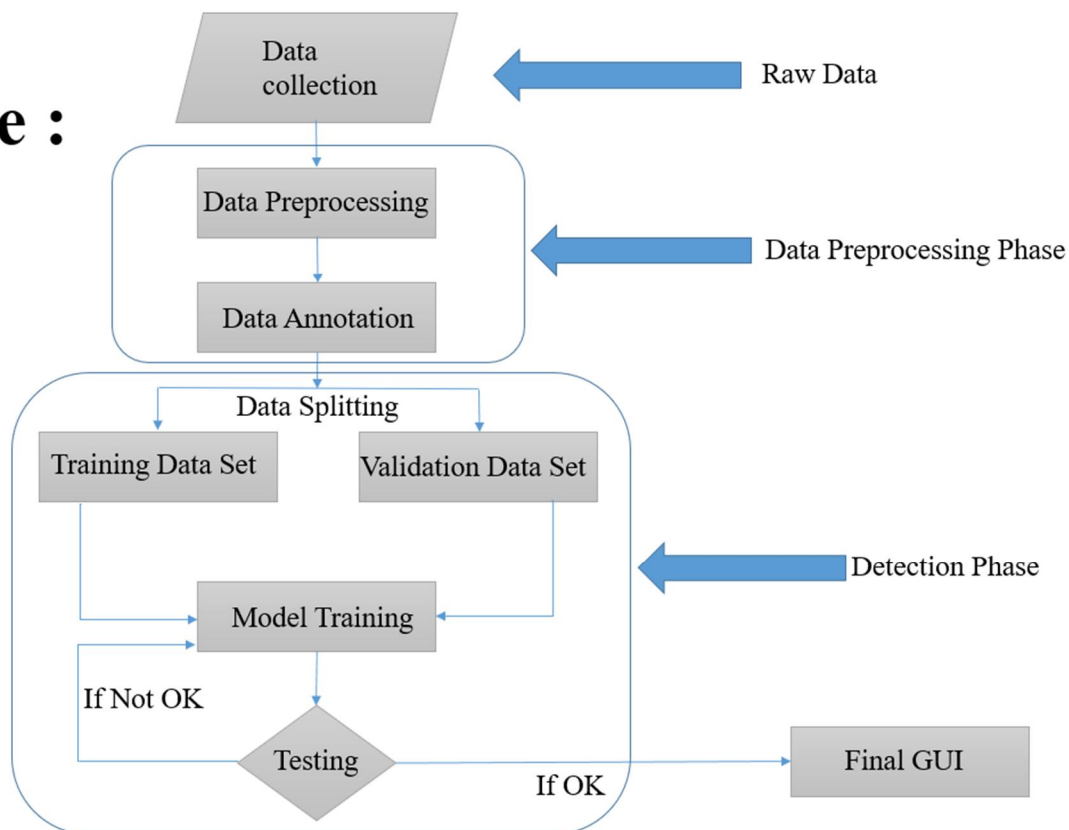 Data
collection
Raw Data
e :
Data Preprocessing
Data Preprocessing Phase
Data Annotation
Data Splitting
Training Data Set
Validation Data Set
Detection Phase
Model Training
If Not OK
Testing
If OK
Final GUI